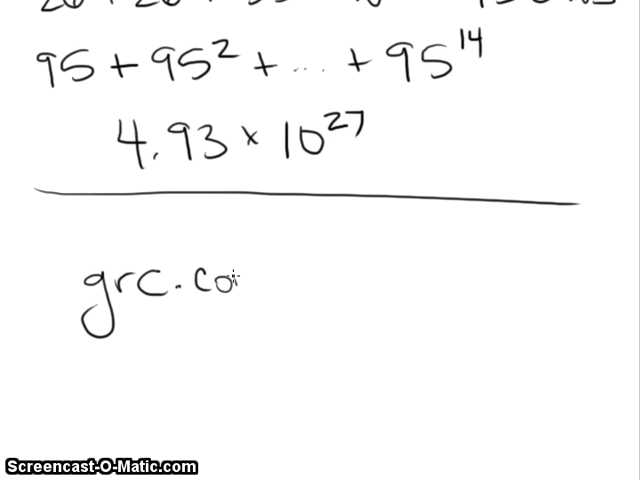 95 + 95² + ... + 95¹⁴
4.93 × 10²⁷
grc.co
Screencast-O-Matic.com